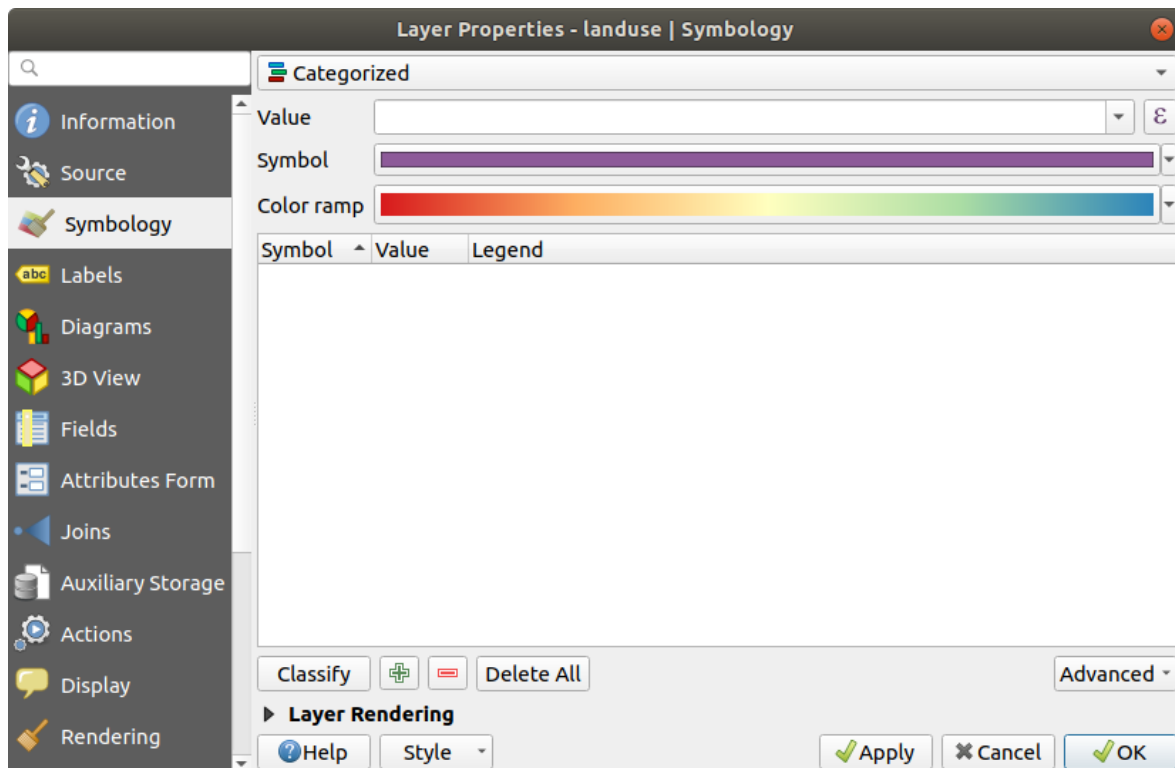 Layer Properties - landuse | Symbology
Information
Source
Symbology
abc Labels
Diagrams
3D View
Fields
Attributes Form
Joins
Auxiliary Storage
Actions
Display
Rendering
Categorized
Value
ε
Symbol
Color ramp
Symbol Value Legend
Classify Delete All Advanced
Layer Rendering
Help Style Apply Cancel OK